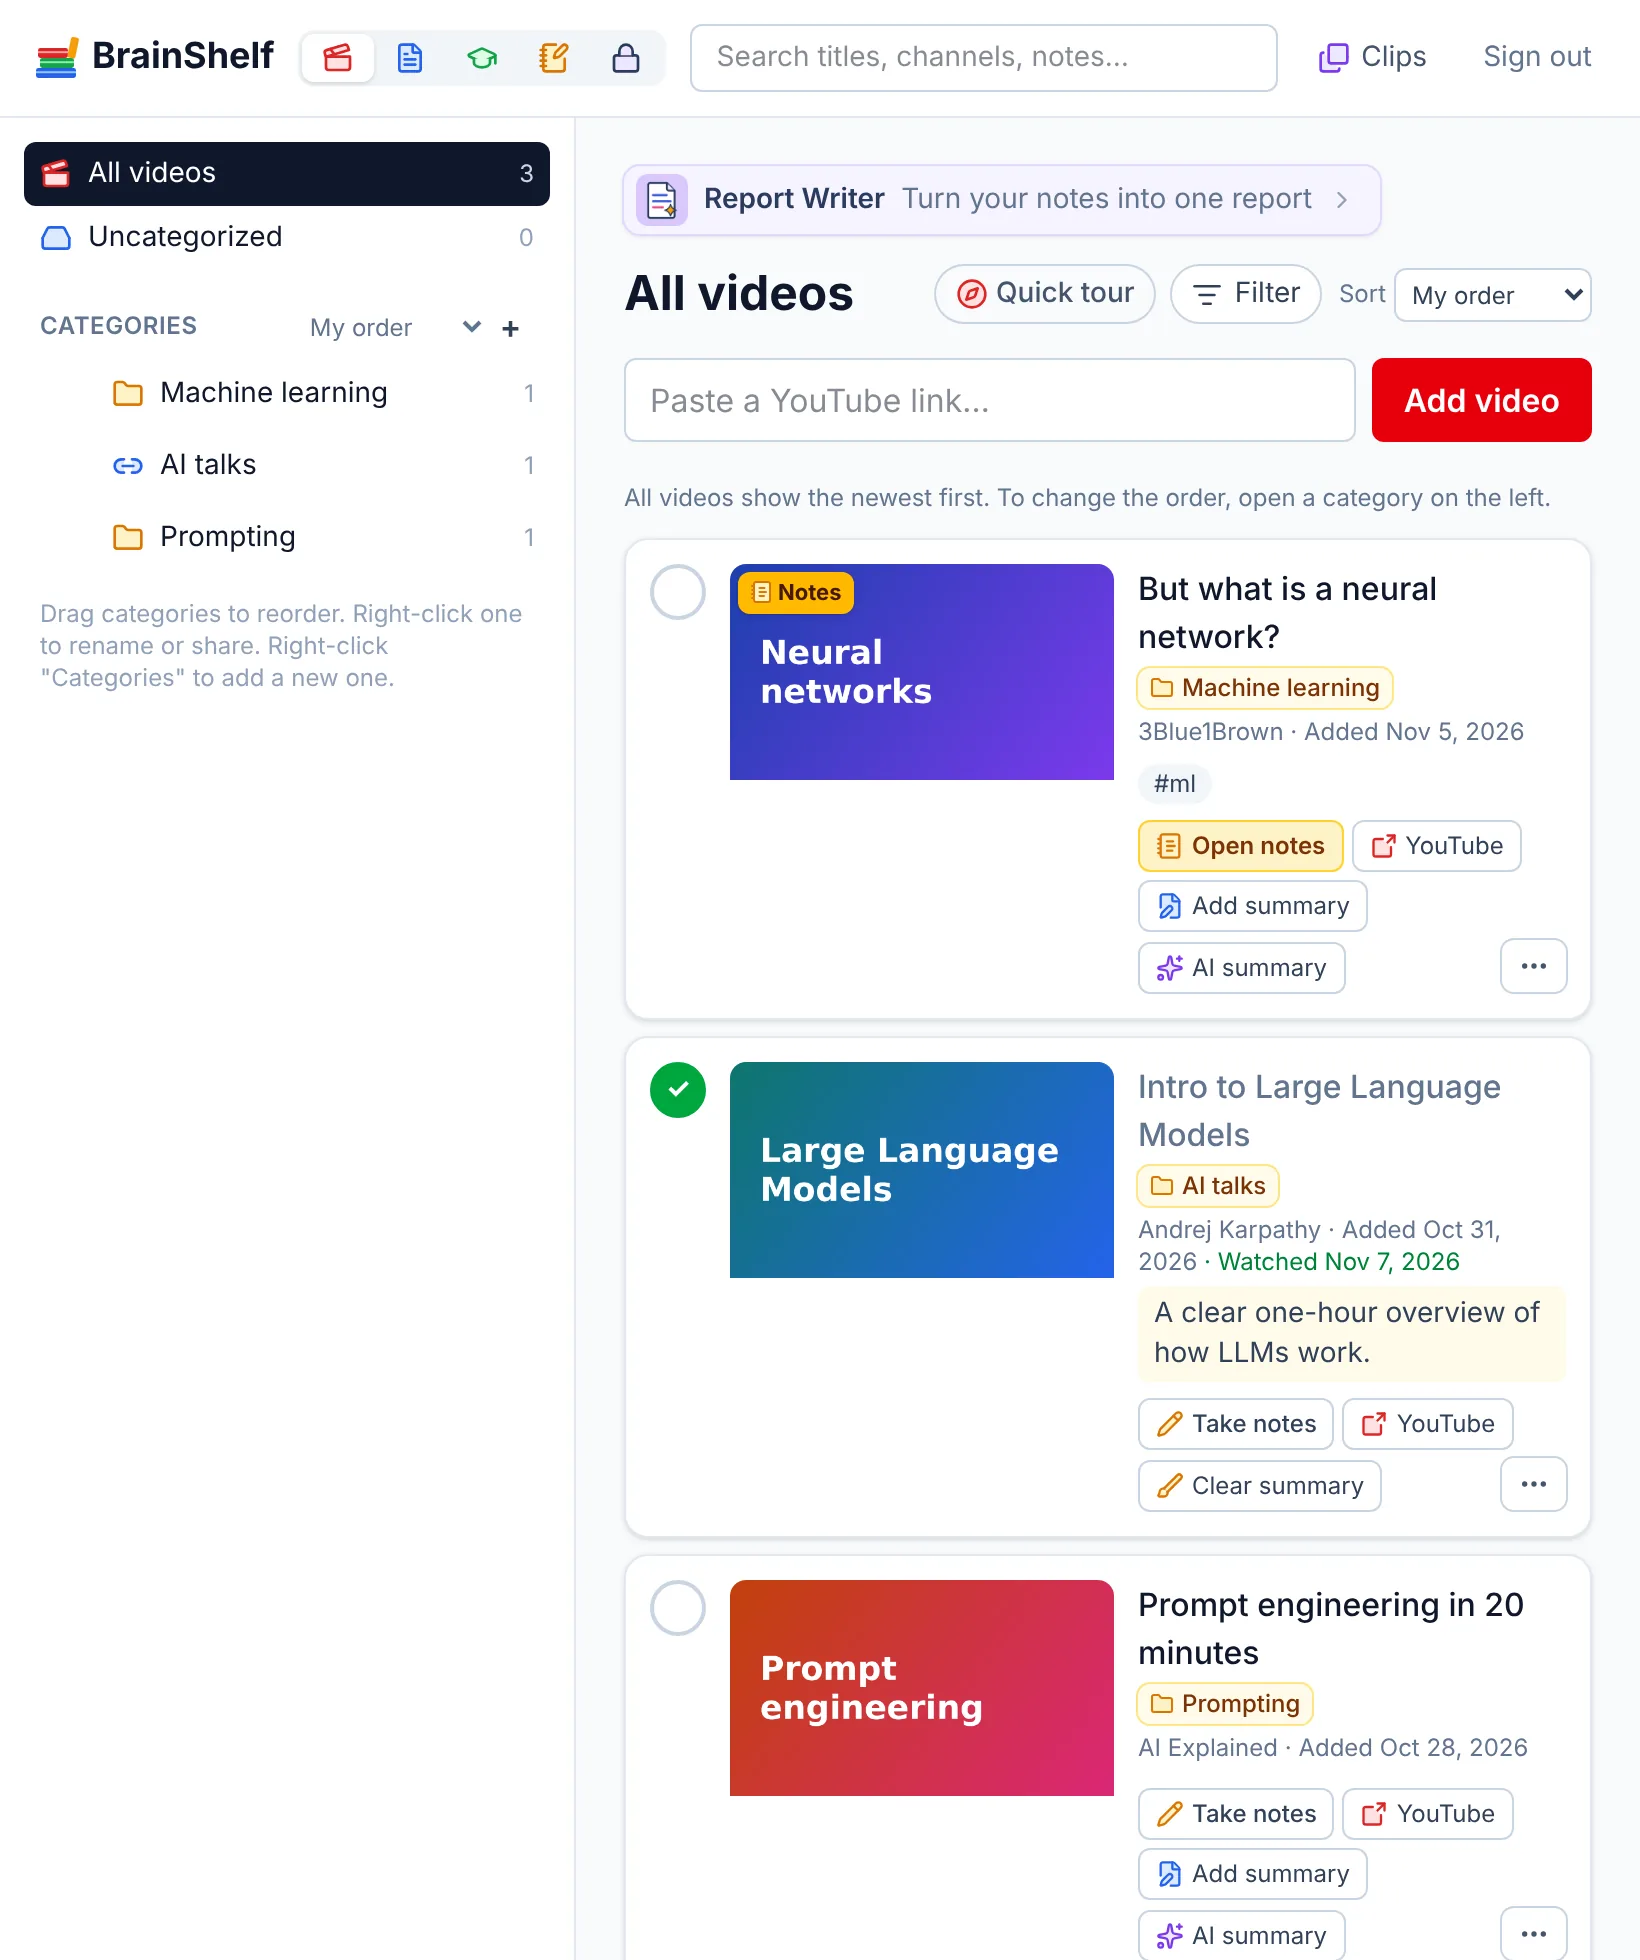 BrainShelf
Search titles, channels, notes...
Clips
Sign out
All videos 3
Uncategorized 0
CATEGORIES My order +
Machine learning 1
AI talks 1
Prompting 1
Drag categories to reorder. Right-click one
to rename or share. Right-click
"Categories" to add a new one.
Report Writer Turn your notes into one report
All videos
Quick tour
Filter
Sort My order
Paste a YouTube link...
Add video
All videos show the newest first. To change the order, open a category on the left.
Notes
Neural
networks
But what is a neural
network?
Machine learning
3Blue1Brown · Added Nov 5, 2026
#ml
Open notes
YouTube
Add summary
AI summary
Large Language
Models
Intro to Large Language
Models
AI talks
Andrej Karpathy · Added Oct 31,
2026 · Watched Nov 7, 2026
A clear one-hour overview of
how LLMs work.
Take notes
YouTube
Clear summary
Prompt
engineering
Prompt engineering in 20
minutes
Prompting
AI Explained · Added Oct 28, 2026
Take notes
YouTube
Add summary
AI summary